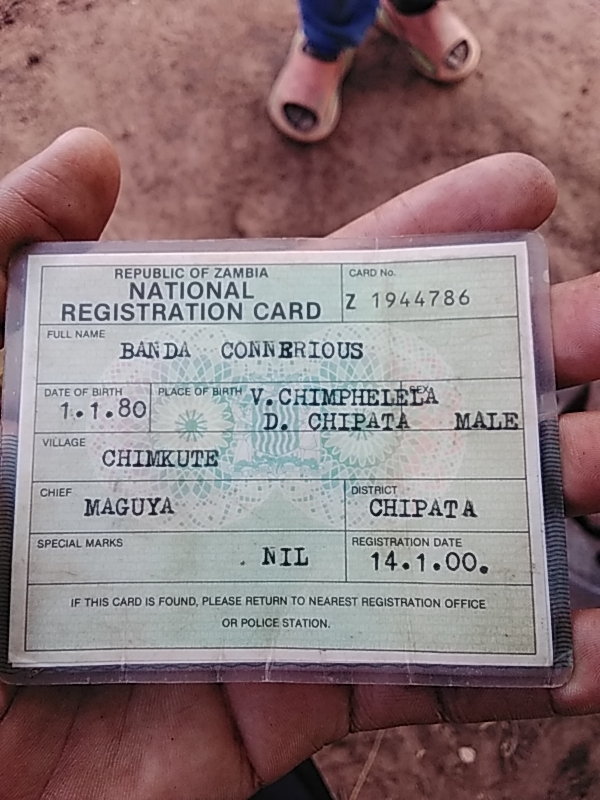 REPUBLIC OF ZAMBIA
NATIONAL
REGISTRATION CARD
CARD No.
Z 1944786
FULL NAME
BANDA CONNERIOUS
DATE OF BIRTH
1.1.80
PLACE OF BIRTH
V.CHIMPHELELA
D. CHIPATA
SEX
MALE
VILLAGE
CHIMKUTE
CHIEF
MAGUYA
DISTRICT
CHIPATA
SPECIAL MARKS
. NIL
REGISTRATION DATE
14.1.00.
IF THIS CARD IS FOUND, PLEASE RETURN TO NEAREST REGISTRATION OFFICE
OR POLICE STATION.